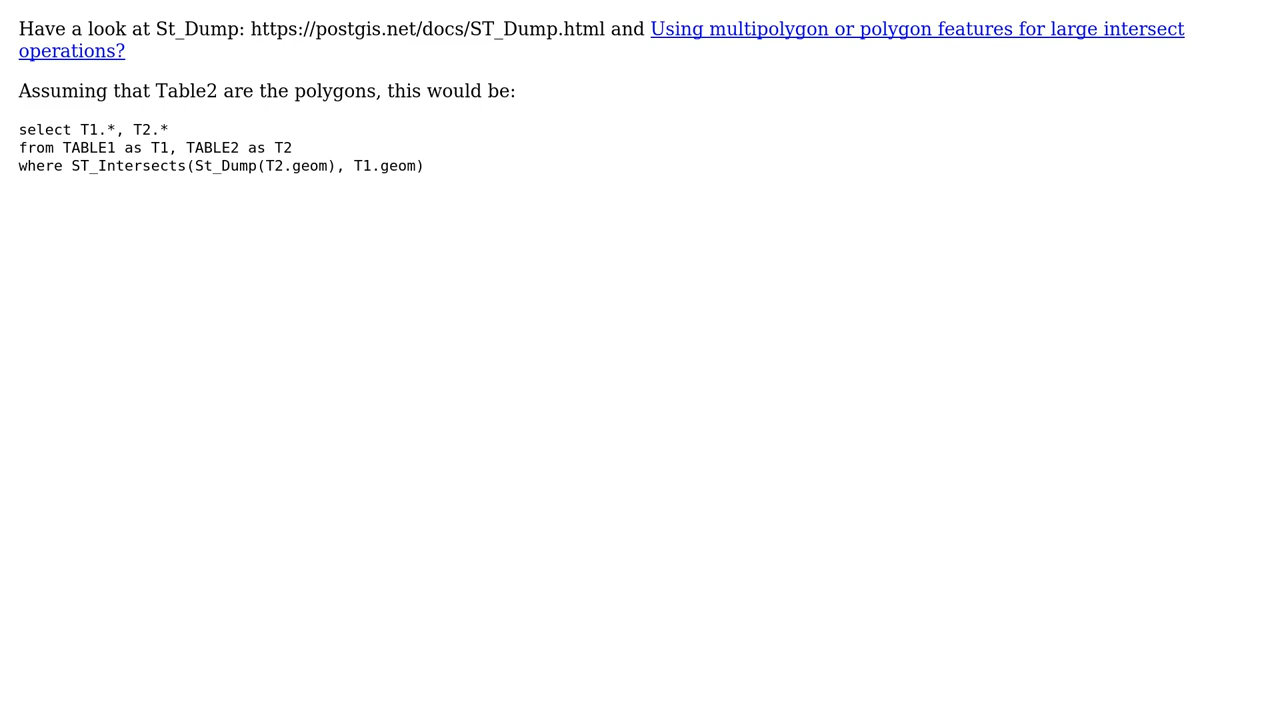 Have a look at St_Dump: https://postgis.net/docs/ST_Dump.html and Using multipolygon or polygon features for large intersect
operations?
Assuming that Table2 are the polygons, this would be:
select T1.*, T2.*
from TABLE1 as T1, TABLE2 as T2
where ST_Intersects(St_Dump(T2.geom), T1.geom)